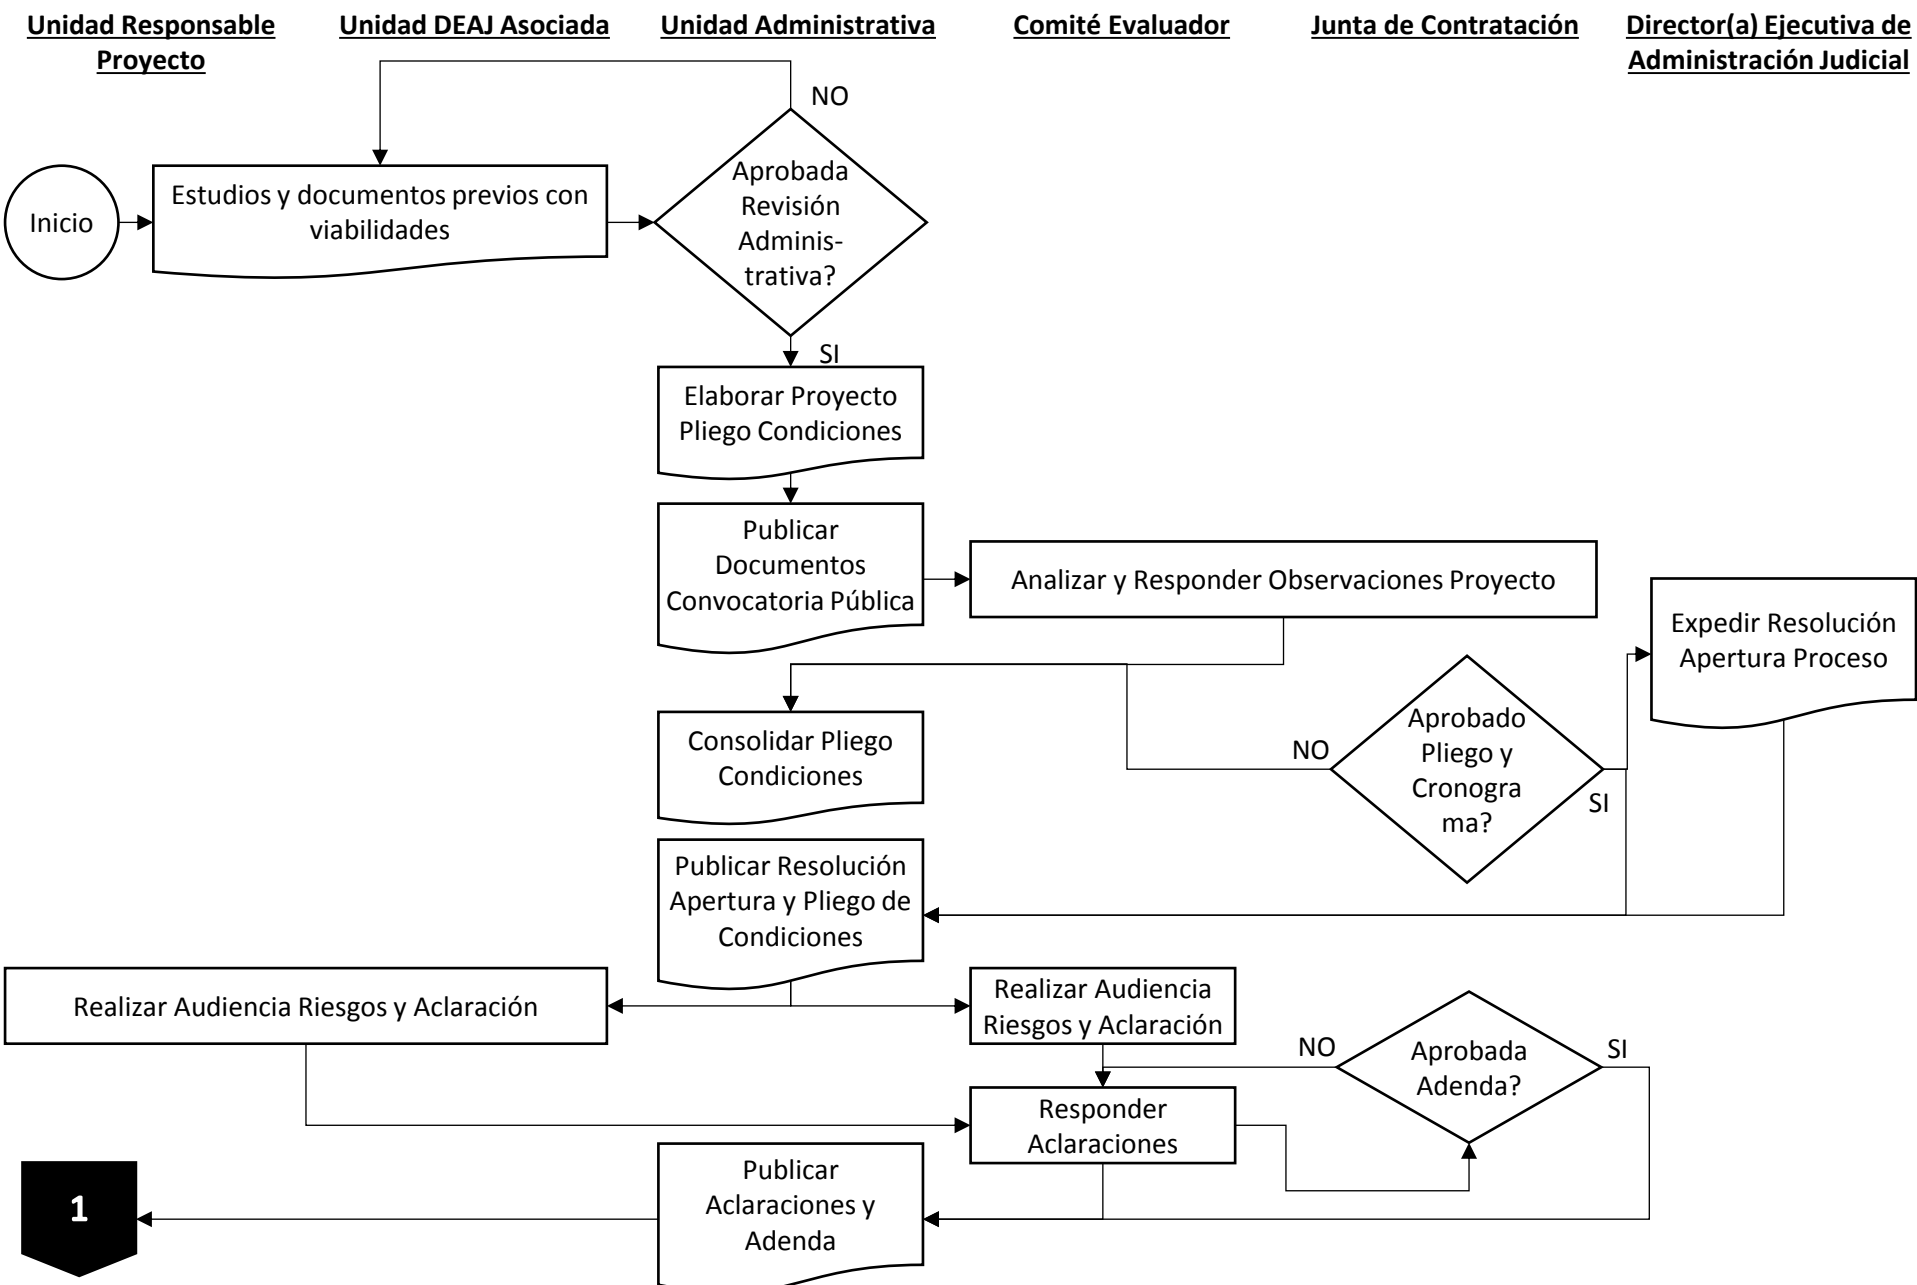 Unidad Responsable
Proyecto
Unidad DEAJ Asociada
Unidad Administrativa
Comité Evaluador
Junta de Contratación
Director(a) Ejecutiva de
Administración Judicial
NO
Inicio
Estudios y documentos previos con
viabilidades
Aprobada
Revisión
Adminis-
trativa?
SI
Elaborar Proyecto
Pliego Condiciones
Publicar
Documentos
Convocatoria Pública
Analizar y Responder Observaciones Proyecto
Expedir Resolución
Apertura Proceso
Consolidar Pliego
Condiciones
NO
Aprobado
Pliego y
Cronogra
ma?
SI
Publicar Resolución
Apertura y Pliego de
Condiciones
Realizar Audiencia Riesgos y Aclaración
Realizar Audiencia
Riesgos y Aclaración
NO
Aprobada
Adenda?
SI
Responder
Aclaraciones
Publicar
Aclaraciones y
Adenda
1